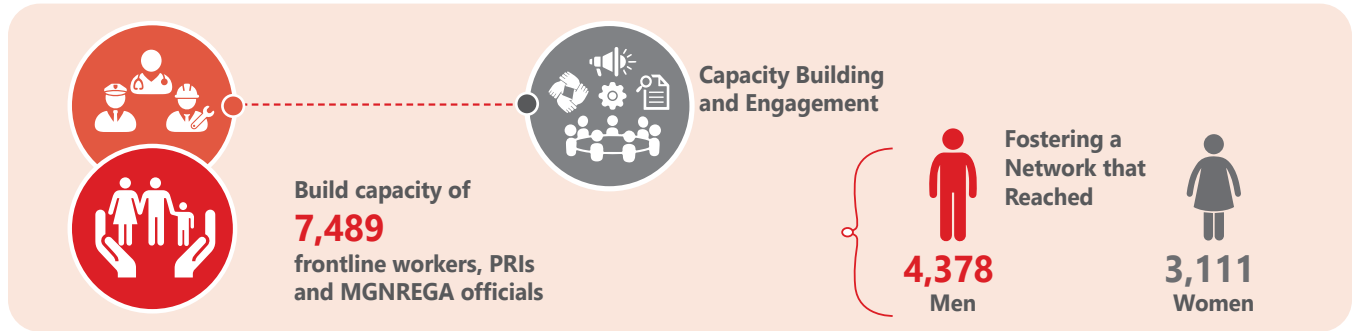 Capacity Building
and Engagement
Build capacity of
7,489
frontline workers, PRIs
and MGNREGA officials
Fostering a
Network that
Reached
4,378
Men
3,111
Women